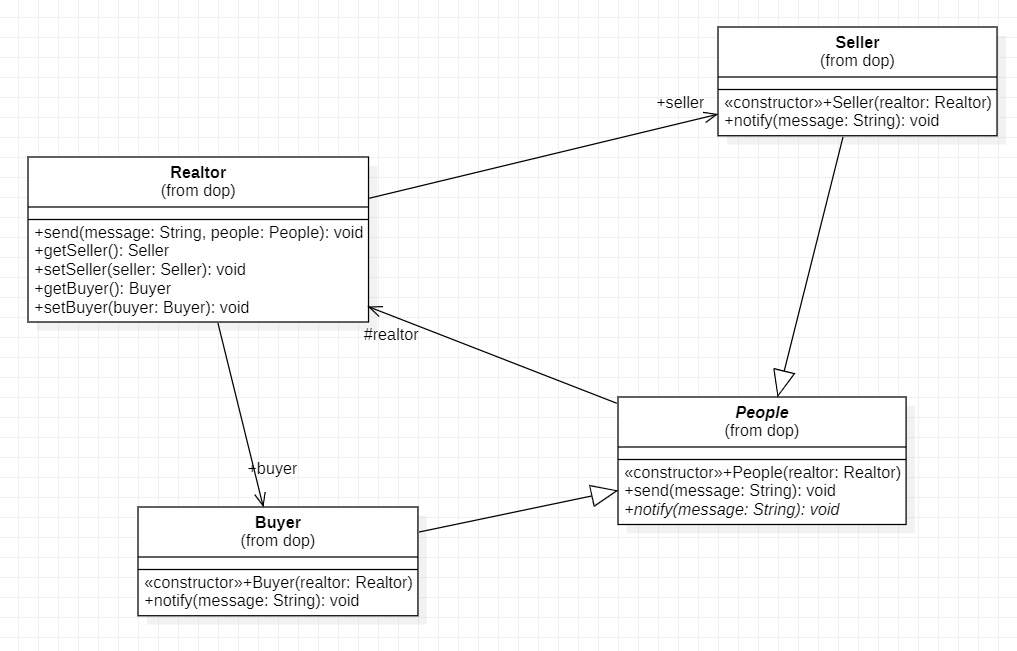 Seller
(from dop)
«constructor»+Seller(realtor: Realtor)
+notify(message: String): void
+seller
Realtor
(from dop)
+send(message: String, people: People): void
+getSeller(): Seller
+setSeller(seller: Seller): void
+getBuyer(): Buyer
+setBuyer(buyer: Buyer): void
#realtor
People
(from dop)
«constructor»+People(realtor: Realtor)
+send(message: String): void
+notify(message: String): void
+buyer
Buyer
(from dop)
«constructor»+Buyer(realtor: Realtor)
+notify(message: String): void